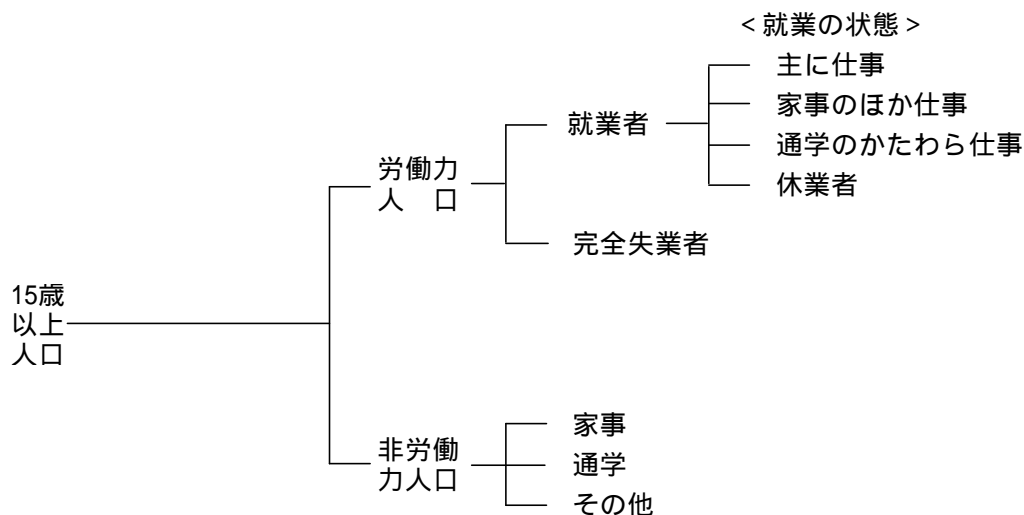 <就業の状態>
主に仕事
家事のほか仕事
通学のかたわら仕事
休業者
就業者
労働力
人 口
完全失業者
15歳
以上
人口
非労働
力人口
家事
通学
その他